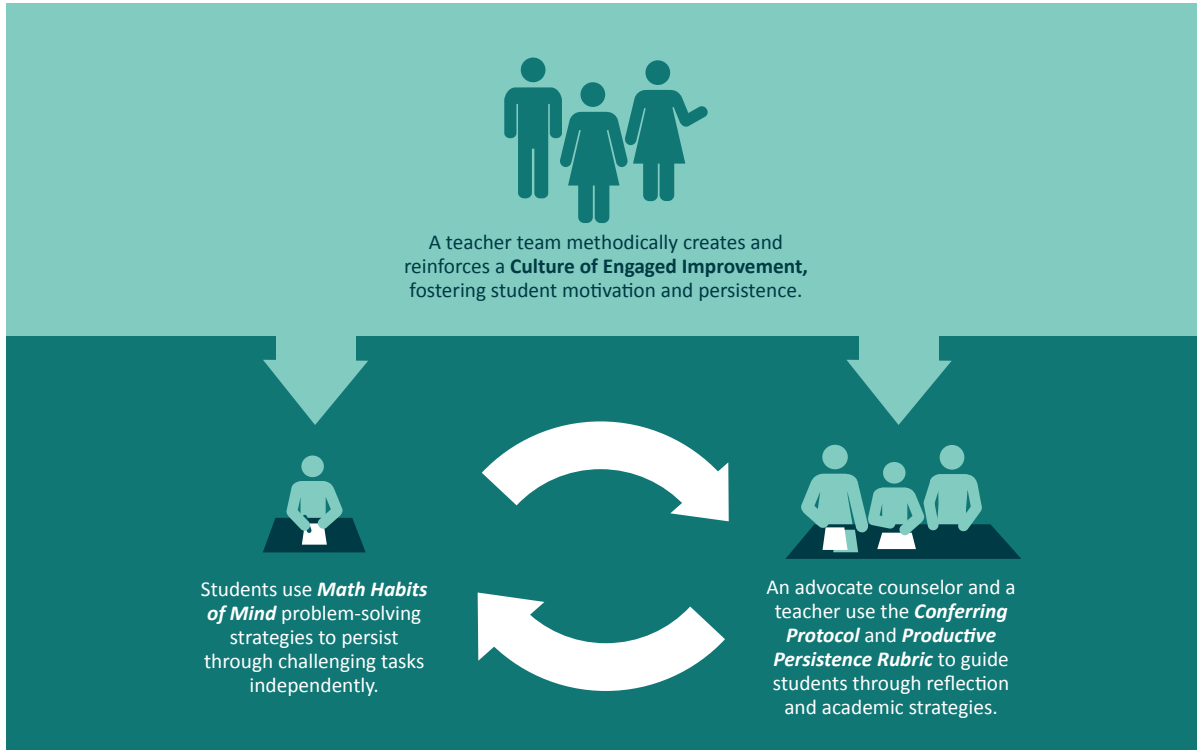 A teacher team methodically creates and
reinforces a Culture of Engaged Improvement,
fostering student motivation and persistence.
Students use Math Habits
of Mind problem-solving
strategies to persist
through challenging tasks
independently.
An advocate counselor and a
teacher use the Conferring
Protocol and Productive
Persistence Rubric to guide
students through reflection
and academic strategies.